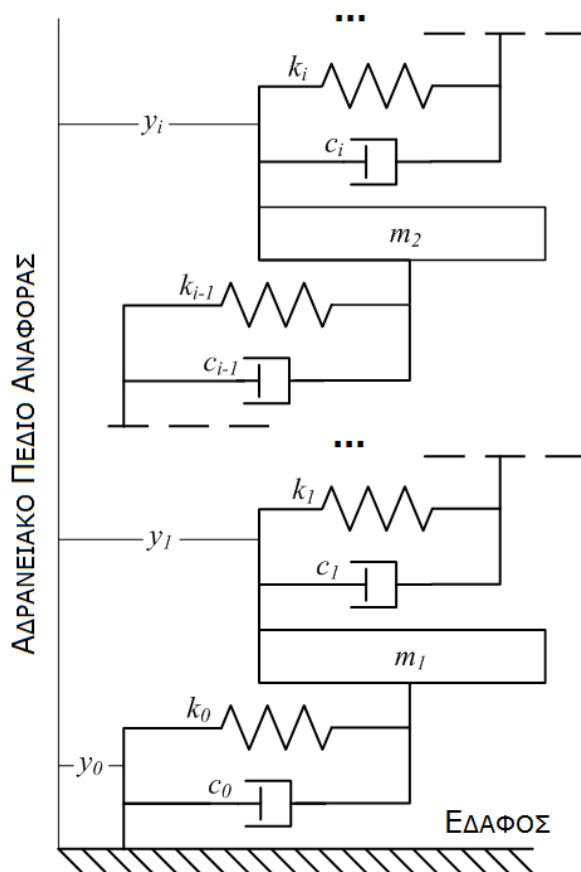 ...
k_i
y_i
c_i
m_2
k_{i-1}
c_{i-1}
ΑΔΡΑΝΕΙΑΚΟ ΠΕΔΙΟ ΑΝΑΦΟΡΑΣ
...
k_1
y_1
c_1
m_1
k_0
y_0
c_0
ΕΔΑΦΟΣ